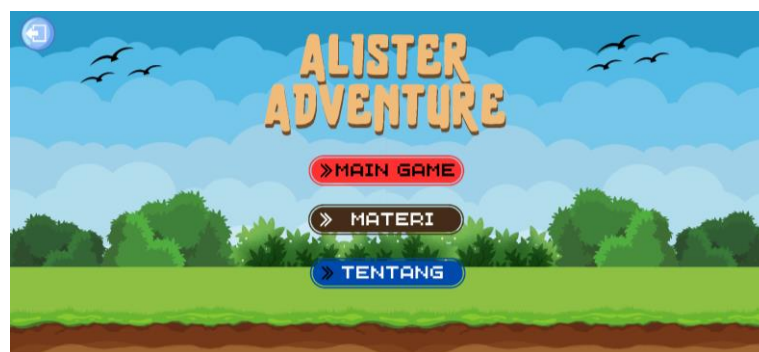 ALISTER
ADVENTURE
»MAIN GAME
» MATERI
» TENTANG